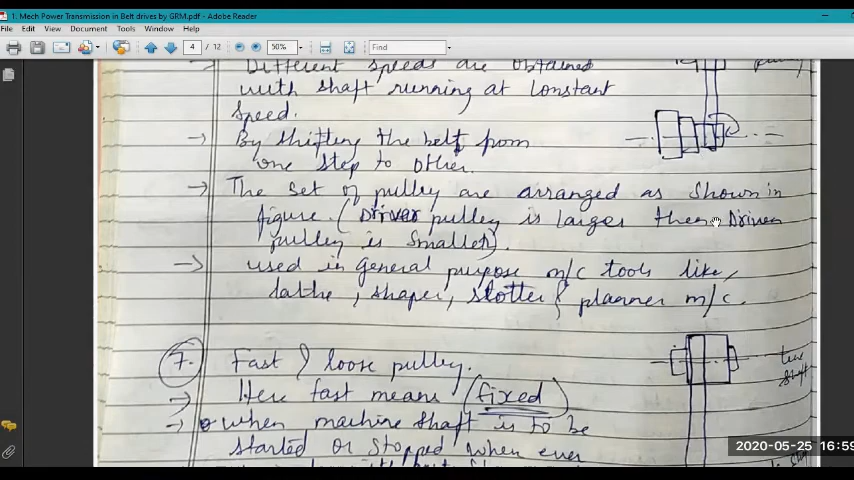 1. Mech Power Transmission in Belt drives by GRM.pdf - Adobe Reader
File Edit View Document Tools Window Help
4 / 12 50% Find
Different speeds are obtained
with shaft running at Constant
Speed.
→ By shifting the belt from
one step to other.
→ The set of pulley are arranged as shown in
figure. (Driver pulley is larger then Driven
pulley is smaller).
→ used in General purpose m/c tools like,
lathe, shaper, slotter & planner m/c.
7. Fast & loose pulley.
→ Here fast means (fixed)
→ when machine shaft is to be
started or stopped when ever
shaft
2020-05-25 16:59